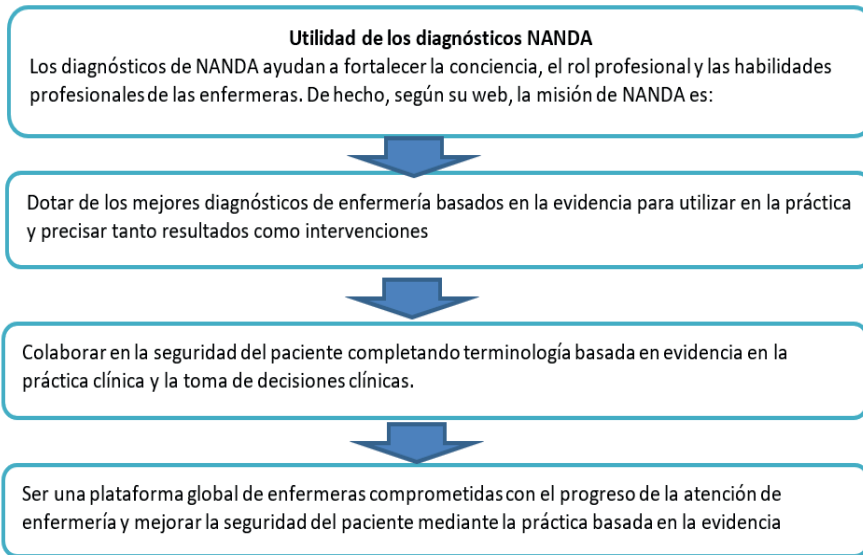 Utilidad de los diagnósticos NANDA
Los diagnósticos de NANDA ayudan a fortalecer la conciencia, el rol profesional y las habilidades
profesionales de las enfermeras. De hecho, según su web, la misión de NANDA es:
Dotar de los mejores diagnósticos de enfermería basados en la evidencia para utilizar en la práctica
y precisar tanto resultados como intervenciones
Colaborar en la seguridad del paciente completando terminología basada en evidencia en la
práctica clínica y la toma de decisiones clínicas.
Ser una plataforma global de enfermeras comprometidas con el progreso de la atención de
enfermería y mejorar la seguridad del paciente mediante la práctica basada en la evidencia